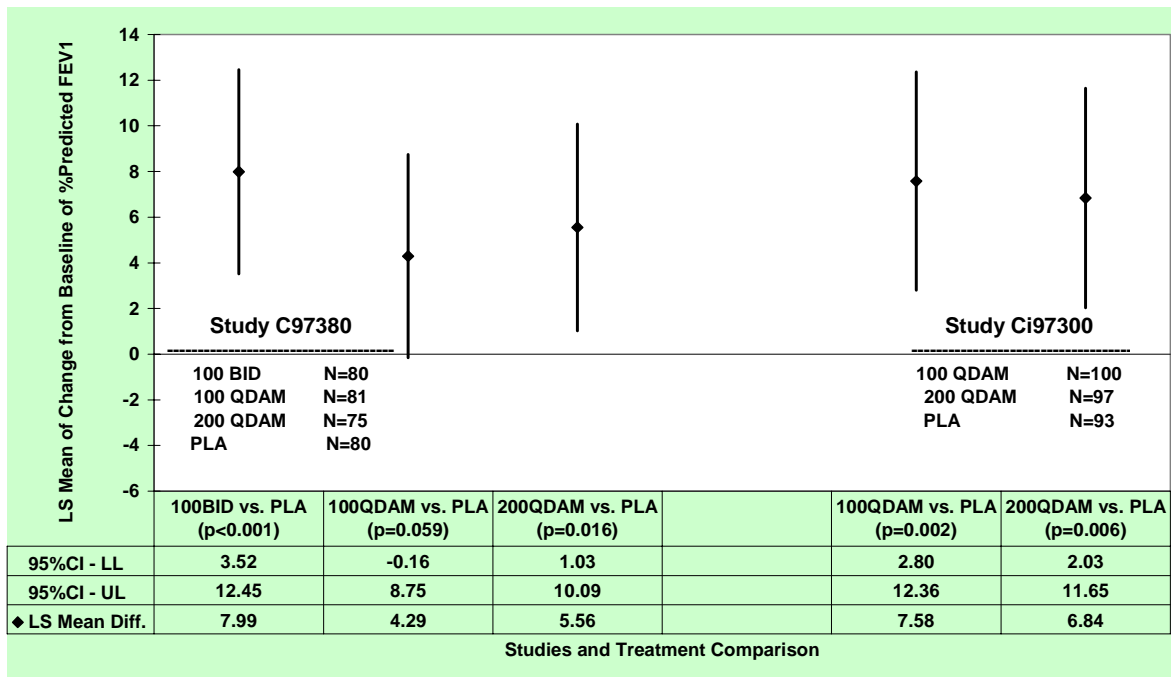 LS Mean of Change from Baseline of %Predicted FEV1
14
12
10
8
6
4
2
0
-2
-4
-6
Study C97380
100 BID N=80
100 QDAM N=81
200 QDAM N=75
PLA N=80
Study Ci97300
100 QDAM N=100
200 QDAM N=97
PLA N=93
100BID vs. PLA 100QDAM vs. PLA 200QDAM vs. PLA 100QDAM vs. PLA 200QDAM vs. PLA
(p<0.001) (p=0.059) (p=0.016) (p=0.002) (p=0.006)
95%CI - LL 3.52 -0.16 1.03 2.80 2.03
95%CI - UL 12.45 8.75 10.09 12.36 11.65
LS Mean Diff. 7.99 4.29 5.56 7.58 6.84
Studies and Treatment Comparison